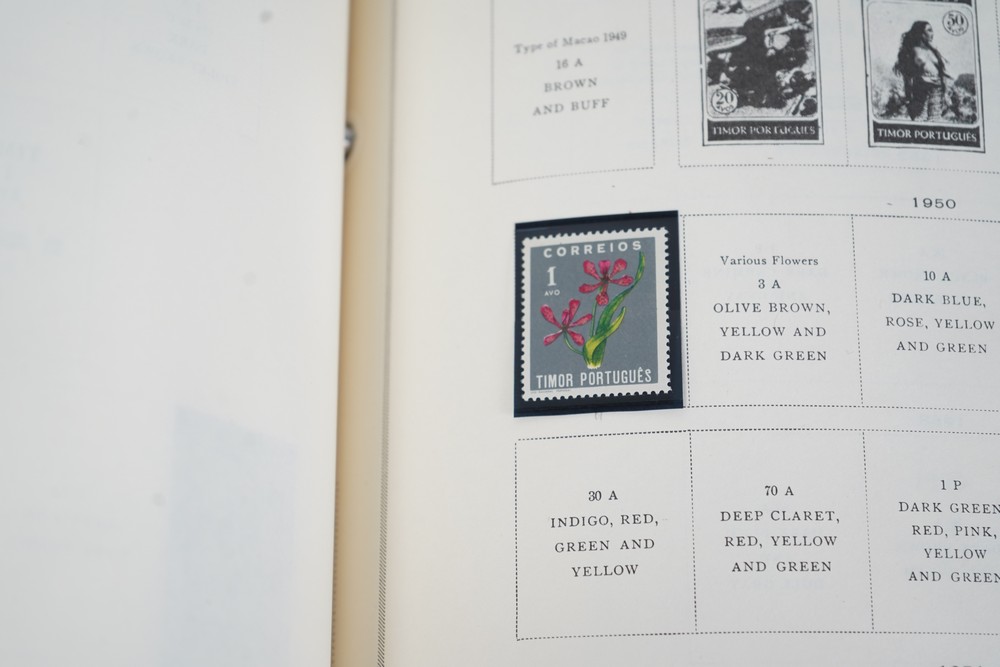 Type of Macao 1949
16 A
BROWN
AND BUFF
20
TIMOR PORTUGUÊS
50
TIMOR PORTUGUÊS
1950
CORREIOS
1
AVO
TIMOR PORTUGUÊS
Various Flowers
3 A
OLIVE BROWN,
YELLOW AND
DARK GREEN
10 A
DARK BLUE,
ROSE, YELLOW
AND GREEN
30 A
INDIGO, RED,
GREEN AND
YELLOW
70 A
DEEP CLARET,
RED, YELLOW
AND GREEN
1 P
DARK GREEN
RED, PINK,
YELLOW
AND GREEN